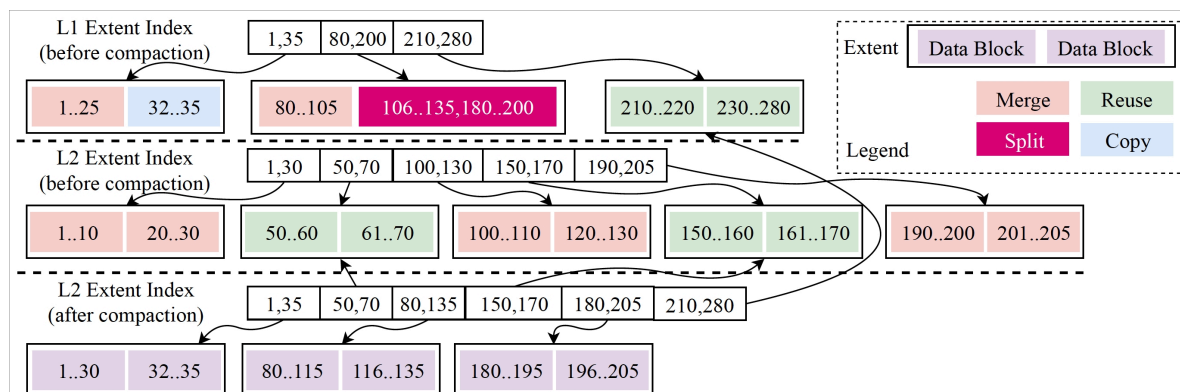 L1 Extent Index
(before compaction)
1,35 80,200 210,280
1..25 32..35 80..105 106..135,180..200 210..220 230..280
Extent Data Block Data Block
Merge Reuse
Split Copy
Legend
L2 Extent Index
(before compaction)
1,30 50,70 100,130 150,170 190,205
1..10 20..30 50..60 61..70 100..110 120..130 150..160 161..170 190..200 201..205
L2 Extent Index
(after compaction)
1,35 50,70 80,135 150,170 180,205 210,280
1..30 32..35 80..115 116..135 180..195 196..205